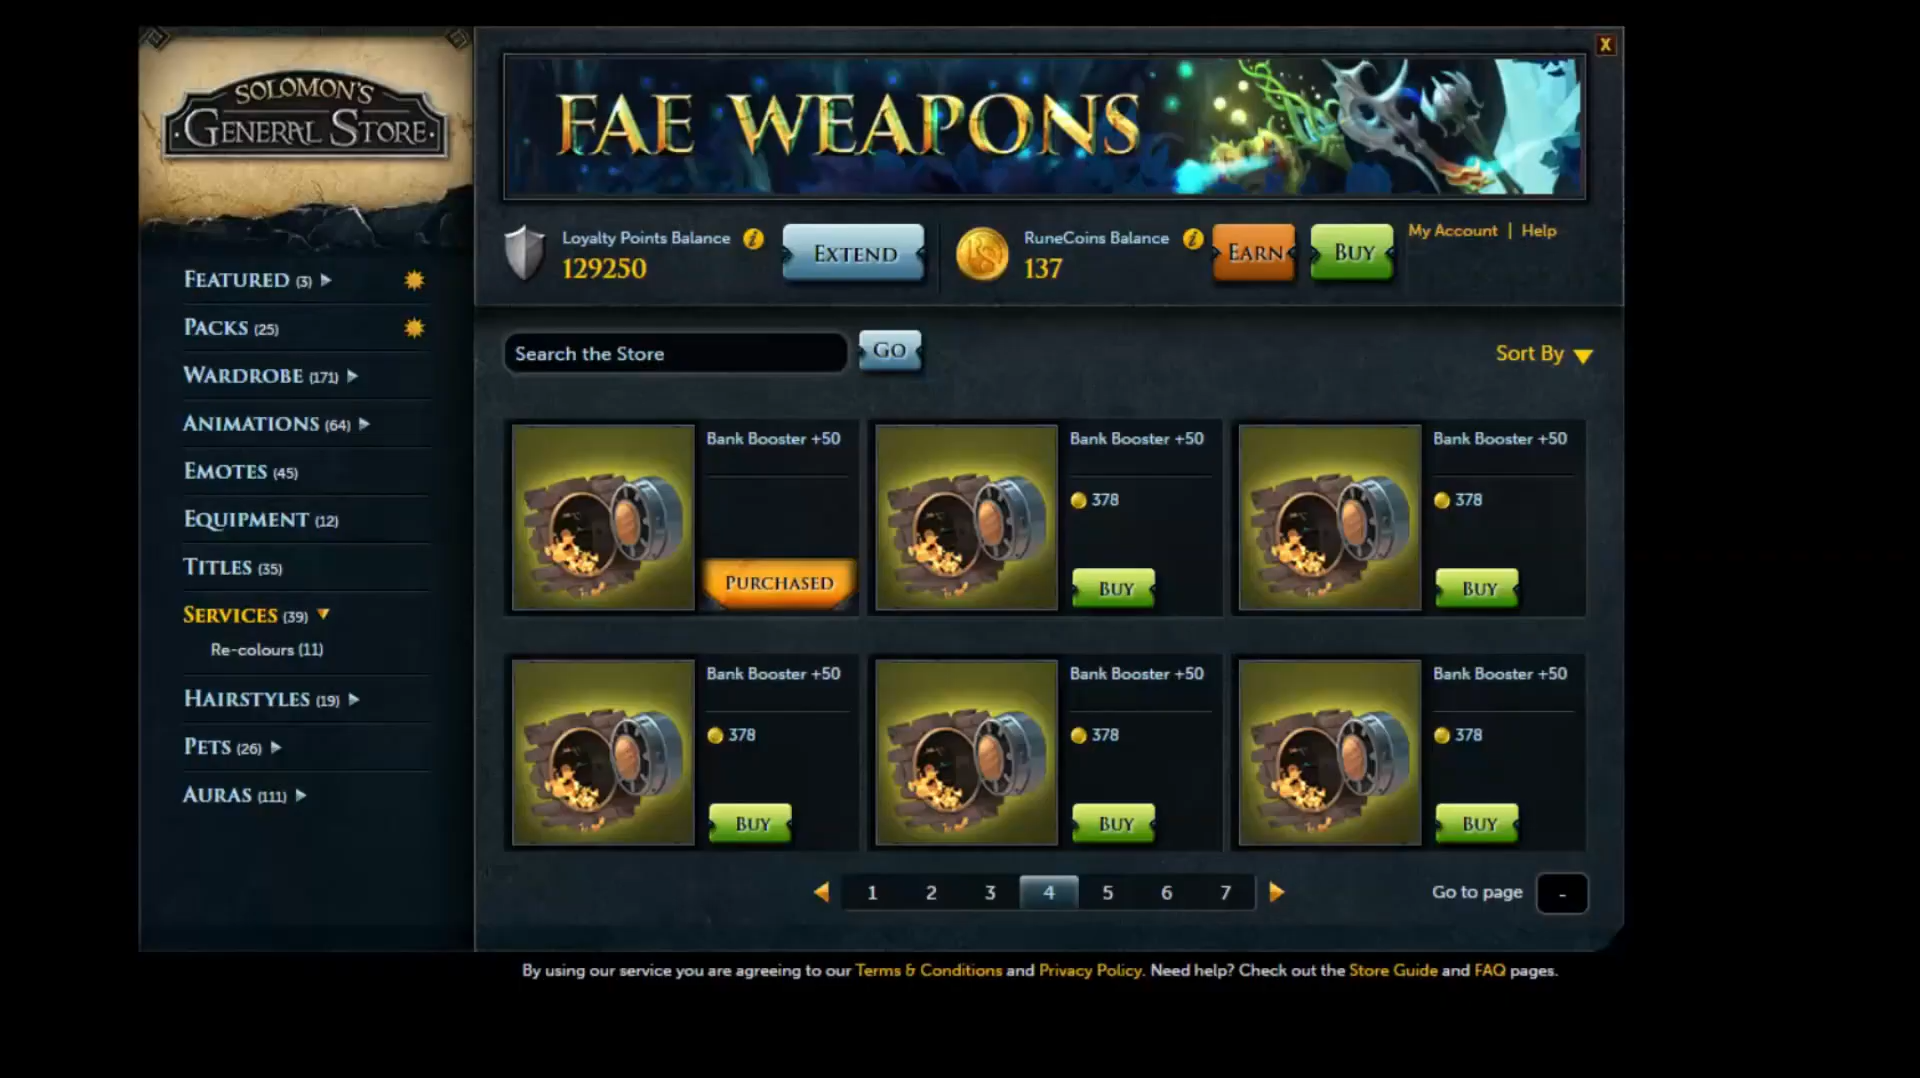 SOLOMON'S
GENERAL STORE
FAE WEAPONS
X
Loyalty Points Balance
129250
EXTEND
RuneCoins Balance
137
EARN
BUY
My Account | Help
FEATURED (3)
PACKS (25)
WARDROBE (171)
ANIMATIONS (64)
EMOTES (45)
EQUIPMENT (12)
TITLES (35)
SERVICES (39)
Re-colours (11)
HAIRSTYLES (19)
PETS (26)
AURAS (111)
Search the Store
GO
Sort By
Bank Booster +50
PURCHASED
Bank Booster +50
378
BUY
Bank Booster +50
378
BUY
Bank Booster +50
378
BUY
Bank Booster +50
378
BUY
Bank Booster +50
378
BUY
1 2 3 4 5 6 7
Go to page -
By using our service you are agreeing to our Terms & Conditions and Privacy Policy. Need help? Check out the Store Guide and FAQ pages.